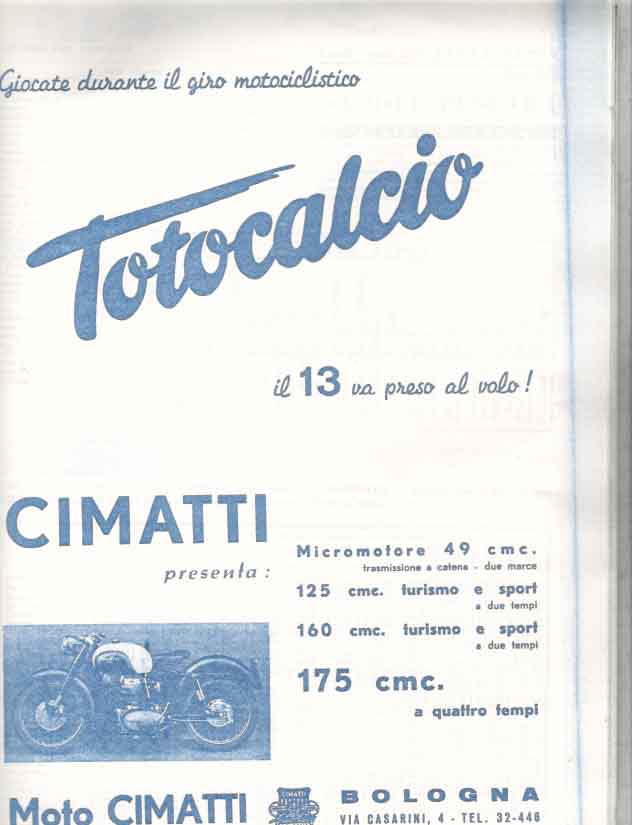 Giocate durante il giro motociclistico
Totocalcio
il 13 va preso al volo!
CIMATTI
presenta:
Micromotore 49 cmc.
trasmissione a catena - due marce
125 cmc. turismo e sport
a due tempi
160 cmc. turismo e sport
a due tempi
175 cmc.
a quattro tempi
Moto CIMATTI
CIMATTI
BOLOGNA
VIA CASARINI, 4 - TEL. 32-446